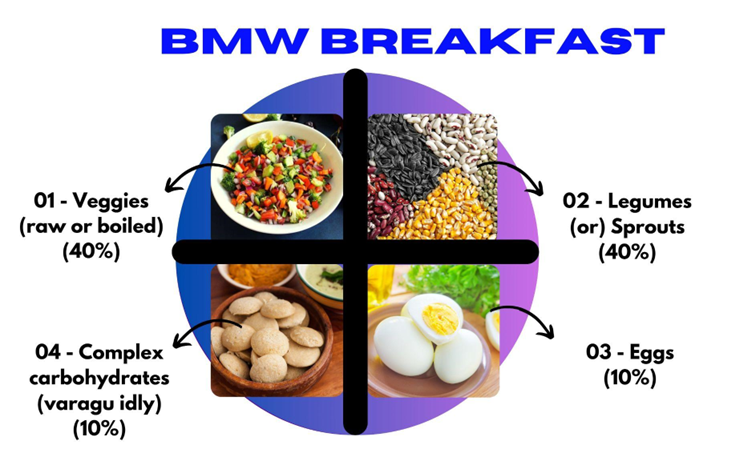 BMW BREAKFAST
01 - Veggies
(raw or boiled)
(40%)
02 - Legumes
(or) Sprouts
(40%)
04 - Complex
carbohydrates
(varagu idly)
(10%)
03 - Eggs
(10%)